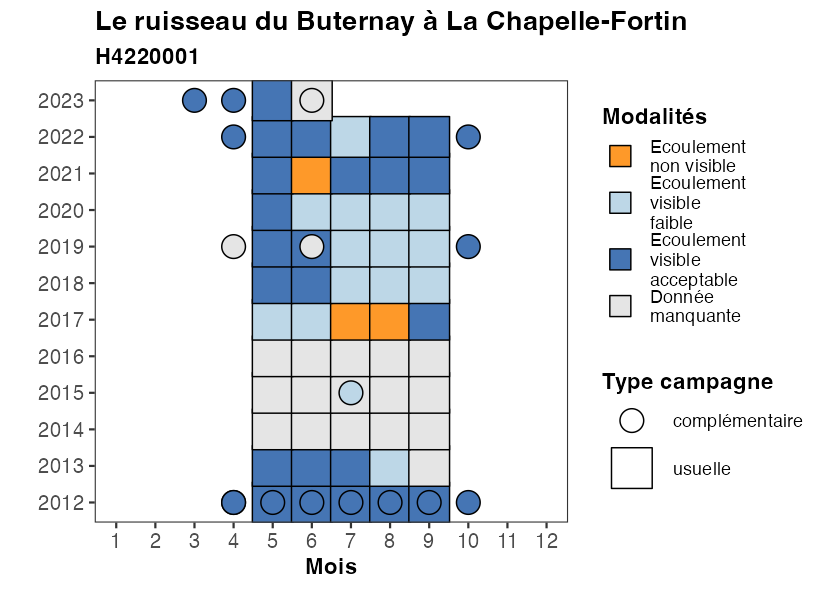 Le ruisseau du Buternay à La Chapelle-Fortin
H4220001
2023
2022
2021
2020
2019
2018
2017
2016
2015
2014
2013
2012
1 2 3 4 5 6 7 8 9 10 11 12
Mois
Modalités
Ecoulement
non visible
Ecoulement
visible
faible
Ecoulement
visible
acceptable
Donnée
manquante
Type campagne
complémentaire
usuelle